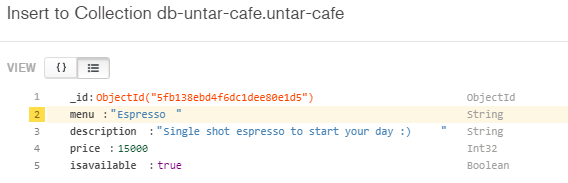 Insert to Collection db-untar-cafe.untar-cafe
VIEW {}
1 _id: ObjectId("5fb138ebd4f6dc1dee80e1d5") ObjectId
2 menu : "Espresso " String
3 description : "Single shot espresso to start your day :) " String
4 price : 15000 Int32
5 isavailable : true Boolean